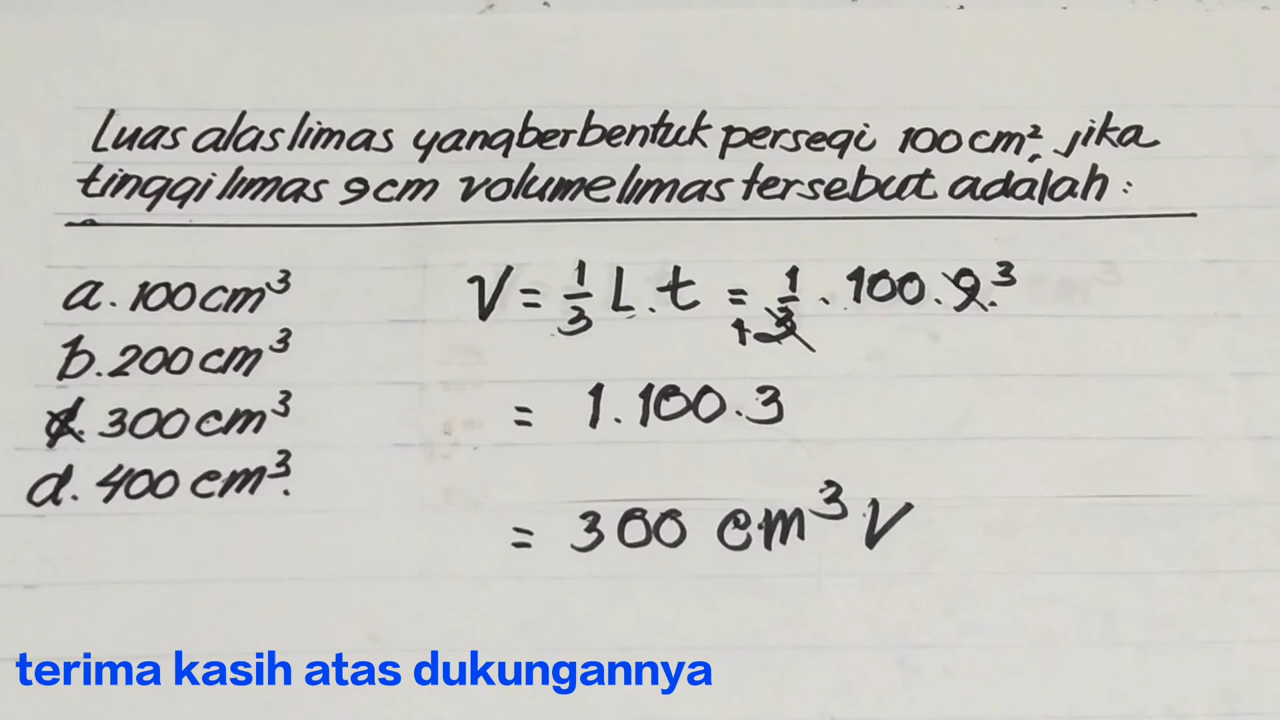 Luas alas limas yang berbentuk persegi 100 cm², jika
tinggi limas 9 cm volume limas tersebut adalah :
a. 100 cm³
b. 200 cm³
c. 300 cm³
d. 400 cm³.
V = 1/3 L . t = 1/3 . 100 . 9 . 3
1
= 1 . 100 . 3
= 300 cm³ V
terima kasih atas dukungannya